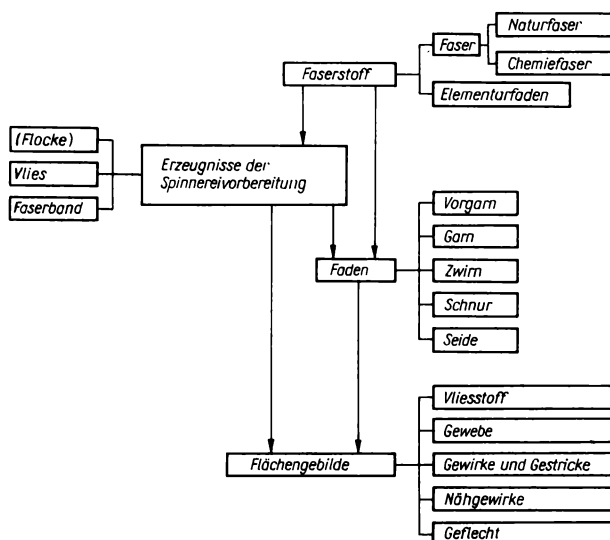 Naturfaser
Faser
Chemiefaser
Faserstoff
Elementurfaden
(Flocke)
Vlies
Faserband
Erzeugnisse der
Spinnereivorbereitung
Vorgarn
Garn
Faden
Zwirn
Schnur
Seide
Vliesstoff
Gewebe
Flächengebilde
Gewirke und Gestricke
Nähgewirke
Geflecht